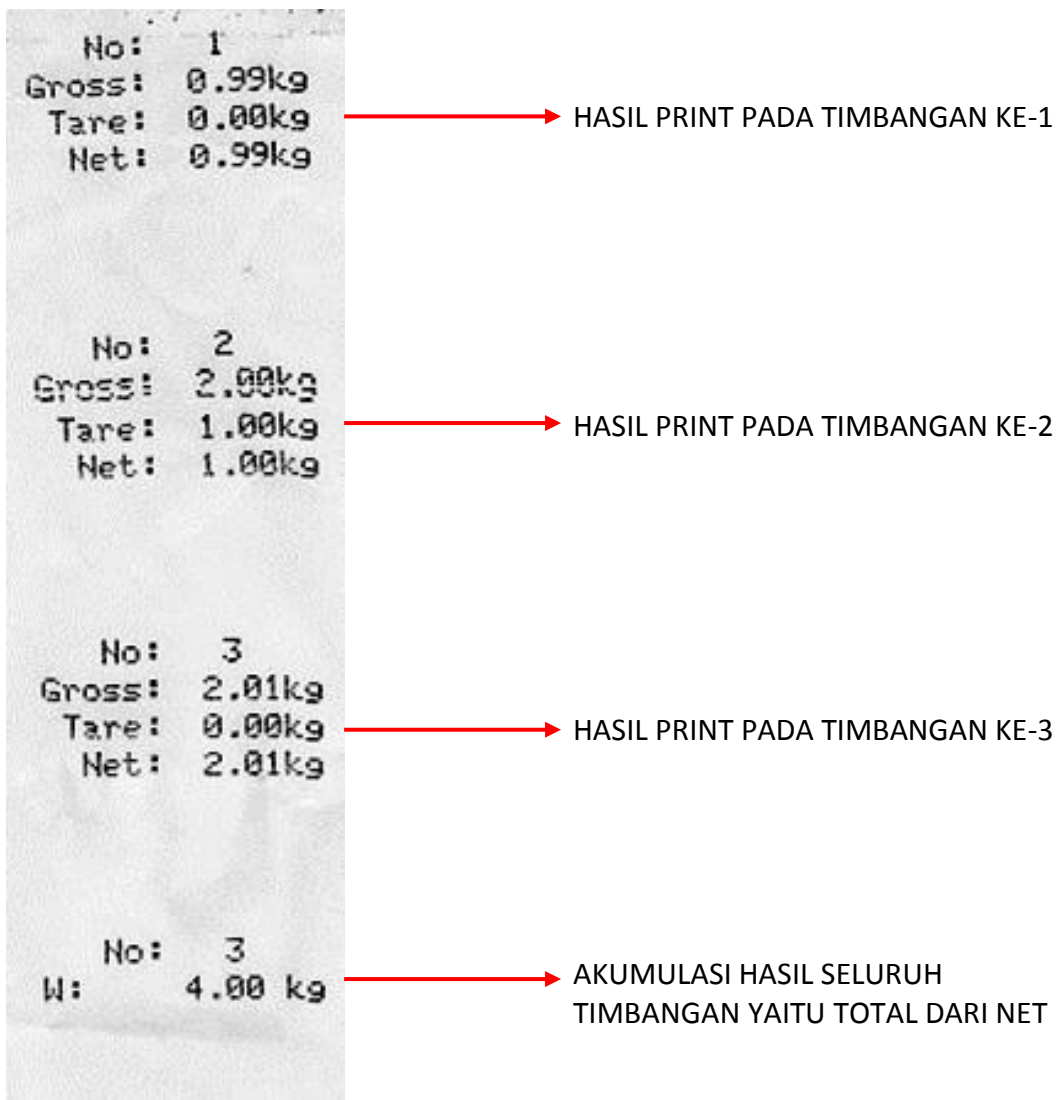 No: 1
Gross: 0.99kg
Tare: 0.00kg
Net: 0.99kg
HASIL PRINT PADA TIMBANGAN KE-1
No: 2
Gross: 2.00kg
Tare: 1.00kg
Net: 1.00kg
HASIL PRINT PADA TIMBANGAN KE-2
No: 3
Gross: 2.01kg
Tare: 0.00kg
Net: 2.01kg
HASIL PRINT PADA TIMBANGAN KE-3
No: 3
W: 4.00 kg
AKUMULASI HASIL SELURUH
TIMBANGAN YAITU TOTAL DARI NET